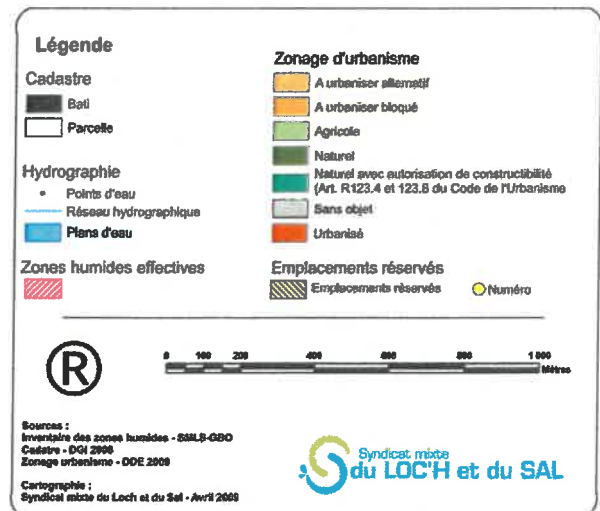 Légende
Cadastre
Bati
Parcelle
Hydrographie
Points d'eau
Réseau hydrographique
Plans d'eau
Zones humides effectives
Zonage d'urbanisme
A urbaniser alternatif
A urbaniser bloqué
Agricole
Naturel
Naturel avec autorisation de constructibilité
(Art. R123.4 et 123.8 du Code de l'Urbanisme
Sans objet
Urbanisé
Emplacements réservés
Emplacements réservés
Numéro
R
0 100 200 400 600 800 1 000
Mètres
Sources :
Inventaire des zones humides - SMLS-GBO
Cadastre - DGI 2008
Zonage urbanisme - DDE 2009
Cartographie :
Syndicat mixte du Loch et du Sal - Avril 2009
Syndicat mixte
du LOC'H et du SAL